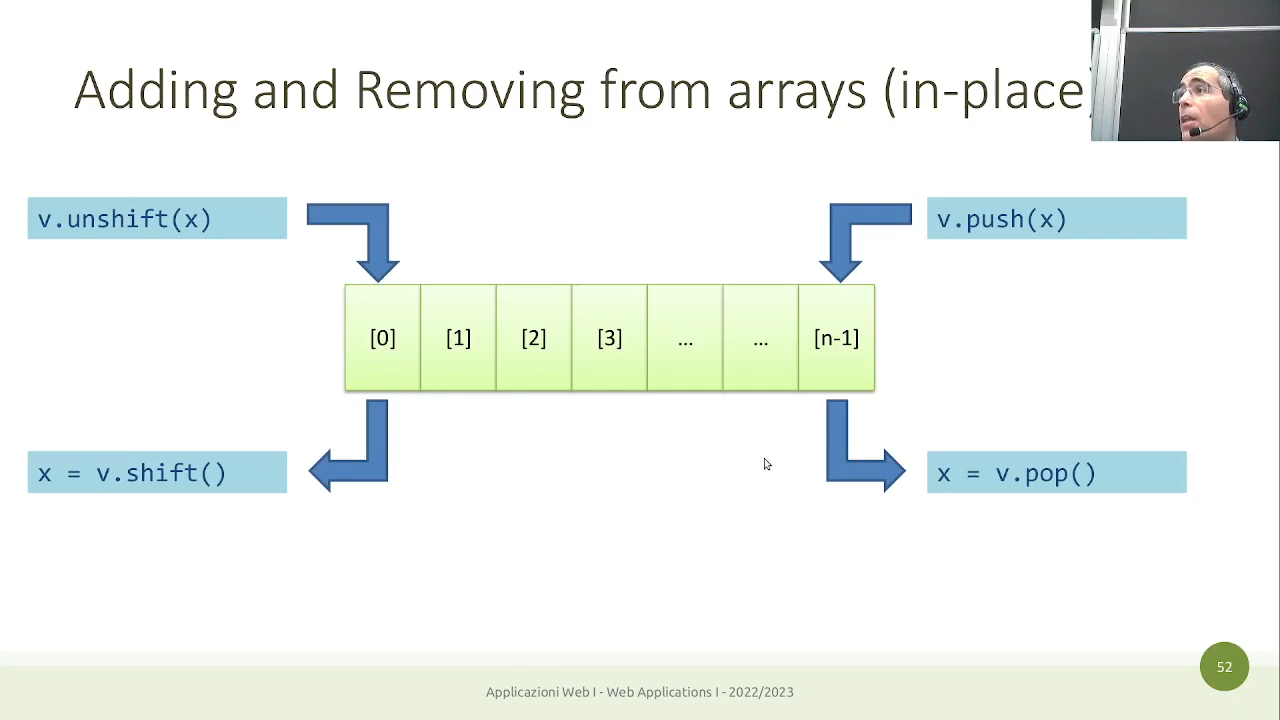 Adding and Removing from arrays (in-place)
v.unshift(x)
v.push(x)
[0] [1] [2] [3] ... ... [n-1]
x = v.shift()
x = v.pop()
52
Applicazioni Web I - Web Applications I - 2022/2023